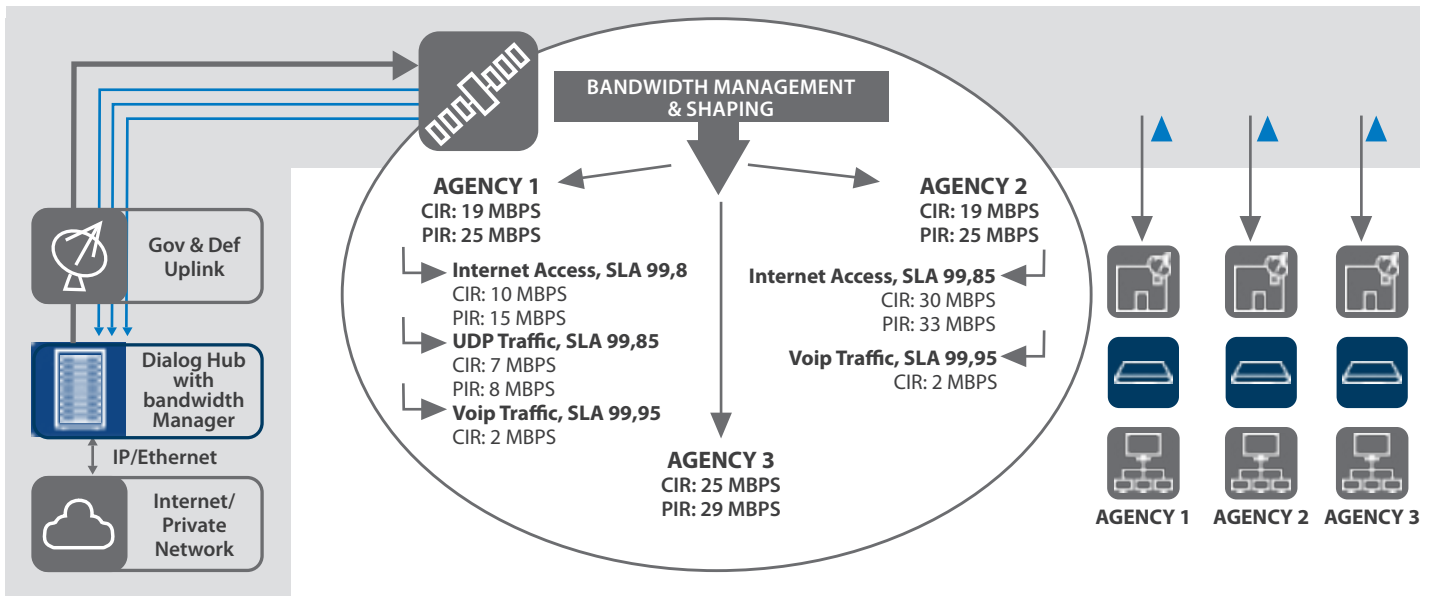 BANDWIDTH MANAGEMENT
& SHAPING
Gov & Def
Uplink
Dialog Hub
with
bandwidth
Manager
IP/Ethernet
Internet/
Private
Network
AGENCY 1
CIR: 19 MBPS
PIR: 25 MBPS
Internet Access, SLA 99,8
CIR: 10 MBPS
PIR: 15 MBPS
UDP Traffic, SLA 99,85
CIR: 7 MBPS
PIR: 8 MBPS
Voip Traffic, SLA 99,95
CIR: 2 MBPS
AGENCY 2
CIR: 19 MBPS
PIR: 25 MBPS
Internet Access, SLA 99,85
CIR: 30 MBPS
PIR: 33 MBPS
Voip Traffic, SLA 99,95
CIR: 2 MBPS
AGENCY 3
CIR: 25 MBPS
PIR: 29 MBPS
AGENCY 1
AGENCY 2
AGENCY 3